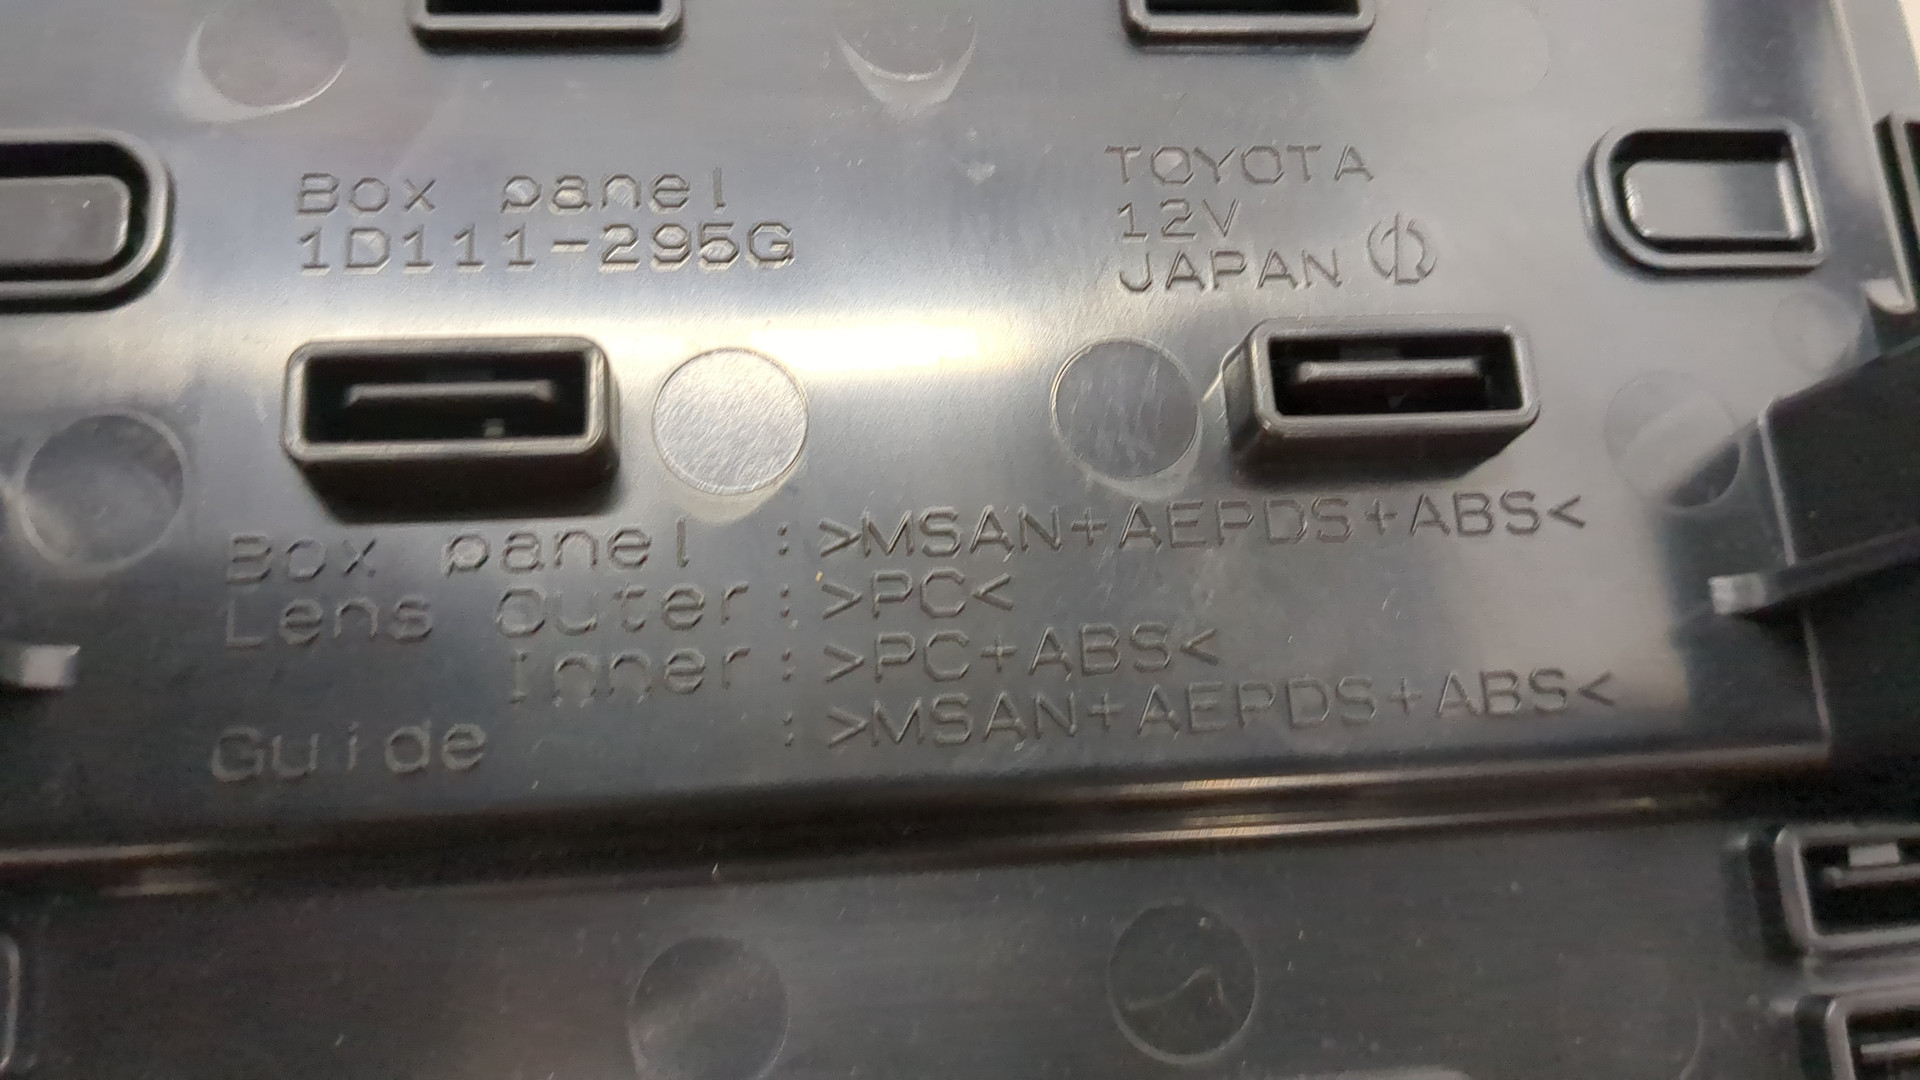 Box panel
1D111-295G
TOYOTA
12V
JAPAN
Box panel :>MSAN+AEPDS+ABS<
Lens Outer:>PC<
Inner:>PC+ABS<
Guide :>MSAN+AEPDS+ABS<